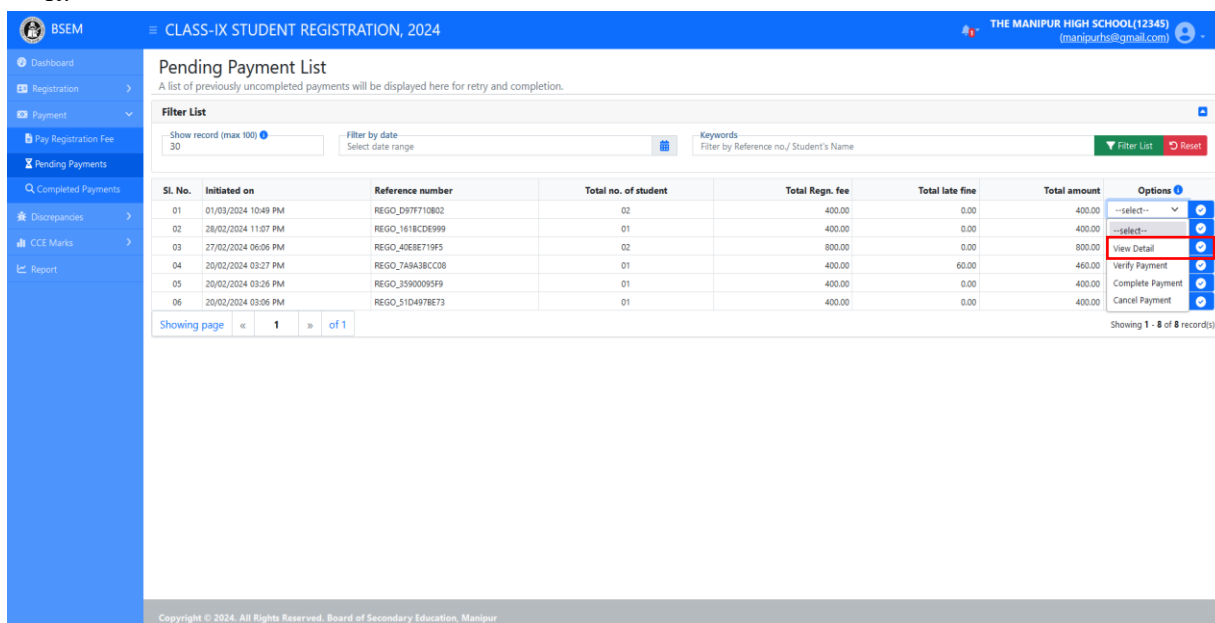 BSEM
≡ CLASS-IX STUDENT REGISTRATION, 2024
1
THE MANIPUR HIGH SCHOOL(12345)
(manipurhs@gmail.com)
Dashboard
Registration
Payment
Pay Registration Fee
Pending Payments
Completed Payments
Discrepancies
CCE Marks
Report
Pending Payment List
A list of previously uncompleted payments will be displayed here for retry and completion.
Filter List
Show record (max 100)
30
Filter by date
Select date range
Keywords
Filter by Reference no./ Student's Name
Filter List
Reset
Sl. No. Initiated on Reference number Total no. of student Total Regn. fee Total late fine Total amount Options
01 01/03/2024 10:49 PM REGO_D97F710B02 02 400.00 0.00 400.00 --select--
02 28/02/2024 11:07 PM REGO_161BCDE999 01 400.00 0.00 400.00 --select--
03 27/02/2024 06:06 PM REGO_40E8E719F5 02 800.00 0.00 800.00 View Detail
04 20/02/2024 03:27 PM REGO_7A9A3BCC08 01 400.00 60.00 460.00 Verify Payment
05 20/02/2024 03:26 PM REGO_35900095F9 01 400.00 0.00 400.00 Complete Payment
06 20/02/2024 03:06 PM REGO_51D497BE73 01 400.00 0.00 400.00 Cancel Payment
Showing page « 1 » of 1
Showing 1 - 8 of 8 record(s)
Copyright © 2024. All Rights Reserved. Board of Secondary Education, Manipur